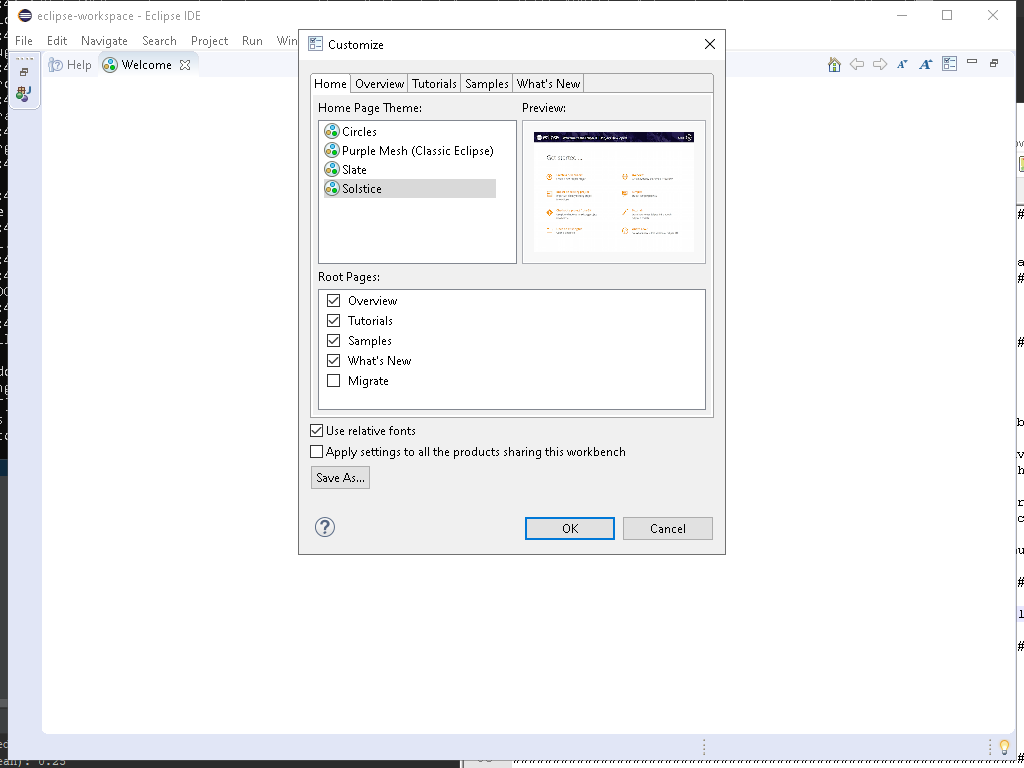 eclipse-workspace - Eclipse IDE
File Edit Navigate Search Project Run Win
Help Welcome
Customize
Home Overview Tutorials Samples What's New
Home Page Theme: Preview:
Circles
Purple Mesh (Classic Eclipse)
Slate
Solstice
Root Pages:
Overview
Tutorials
Samples
What's New
Migrate
Use relative fonts
Apply settings to all the products sharing this workbench
Save As...
OK Cancel